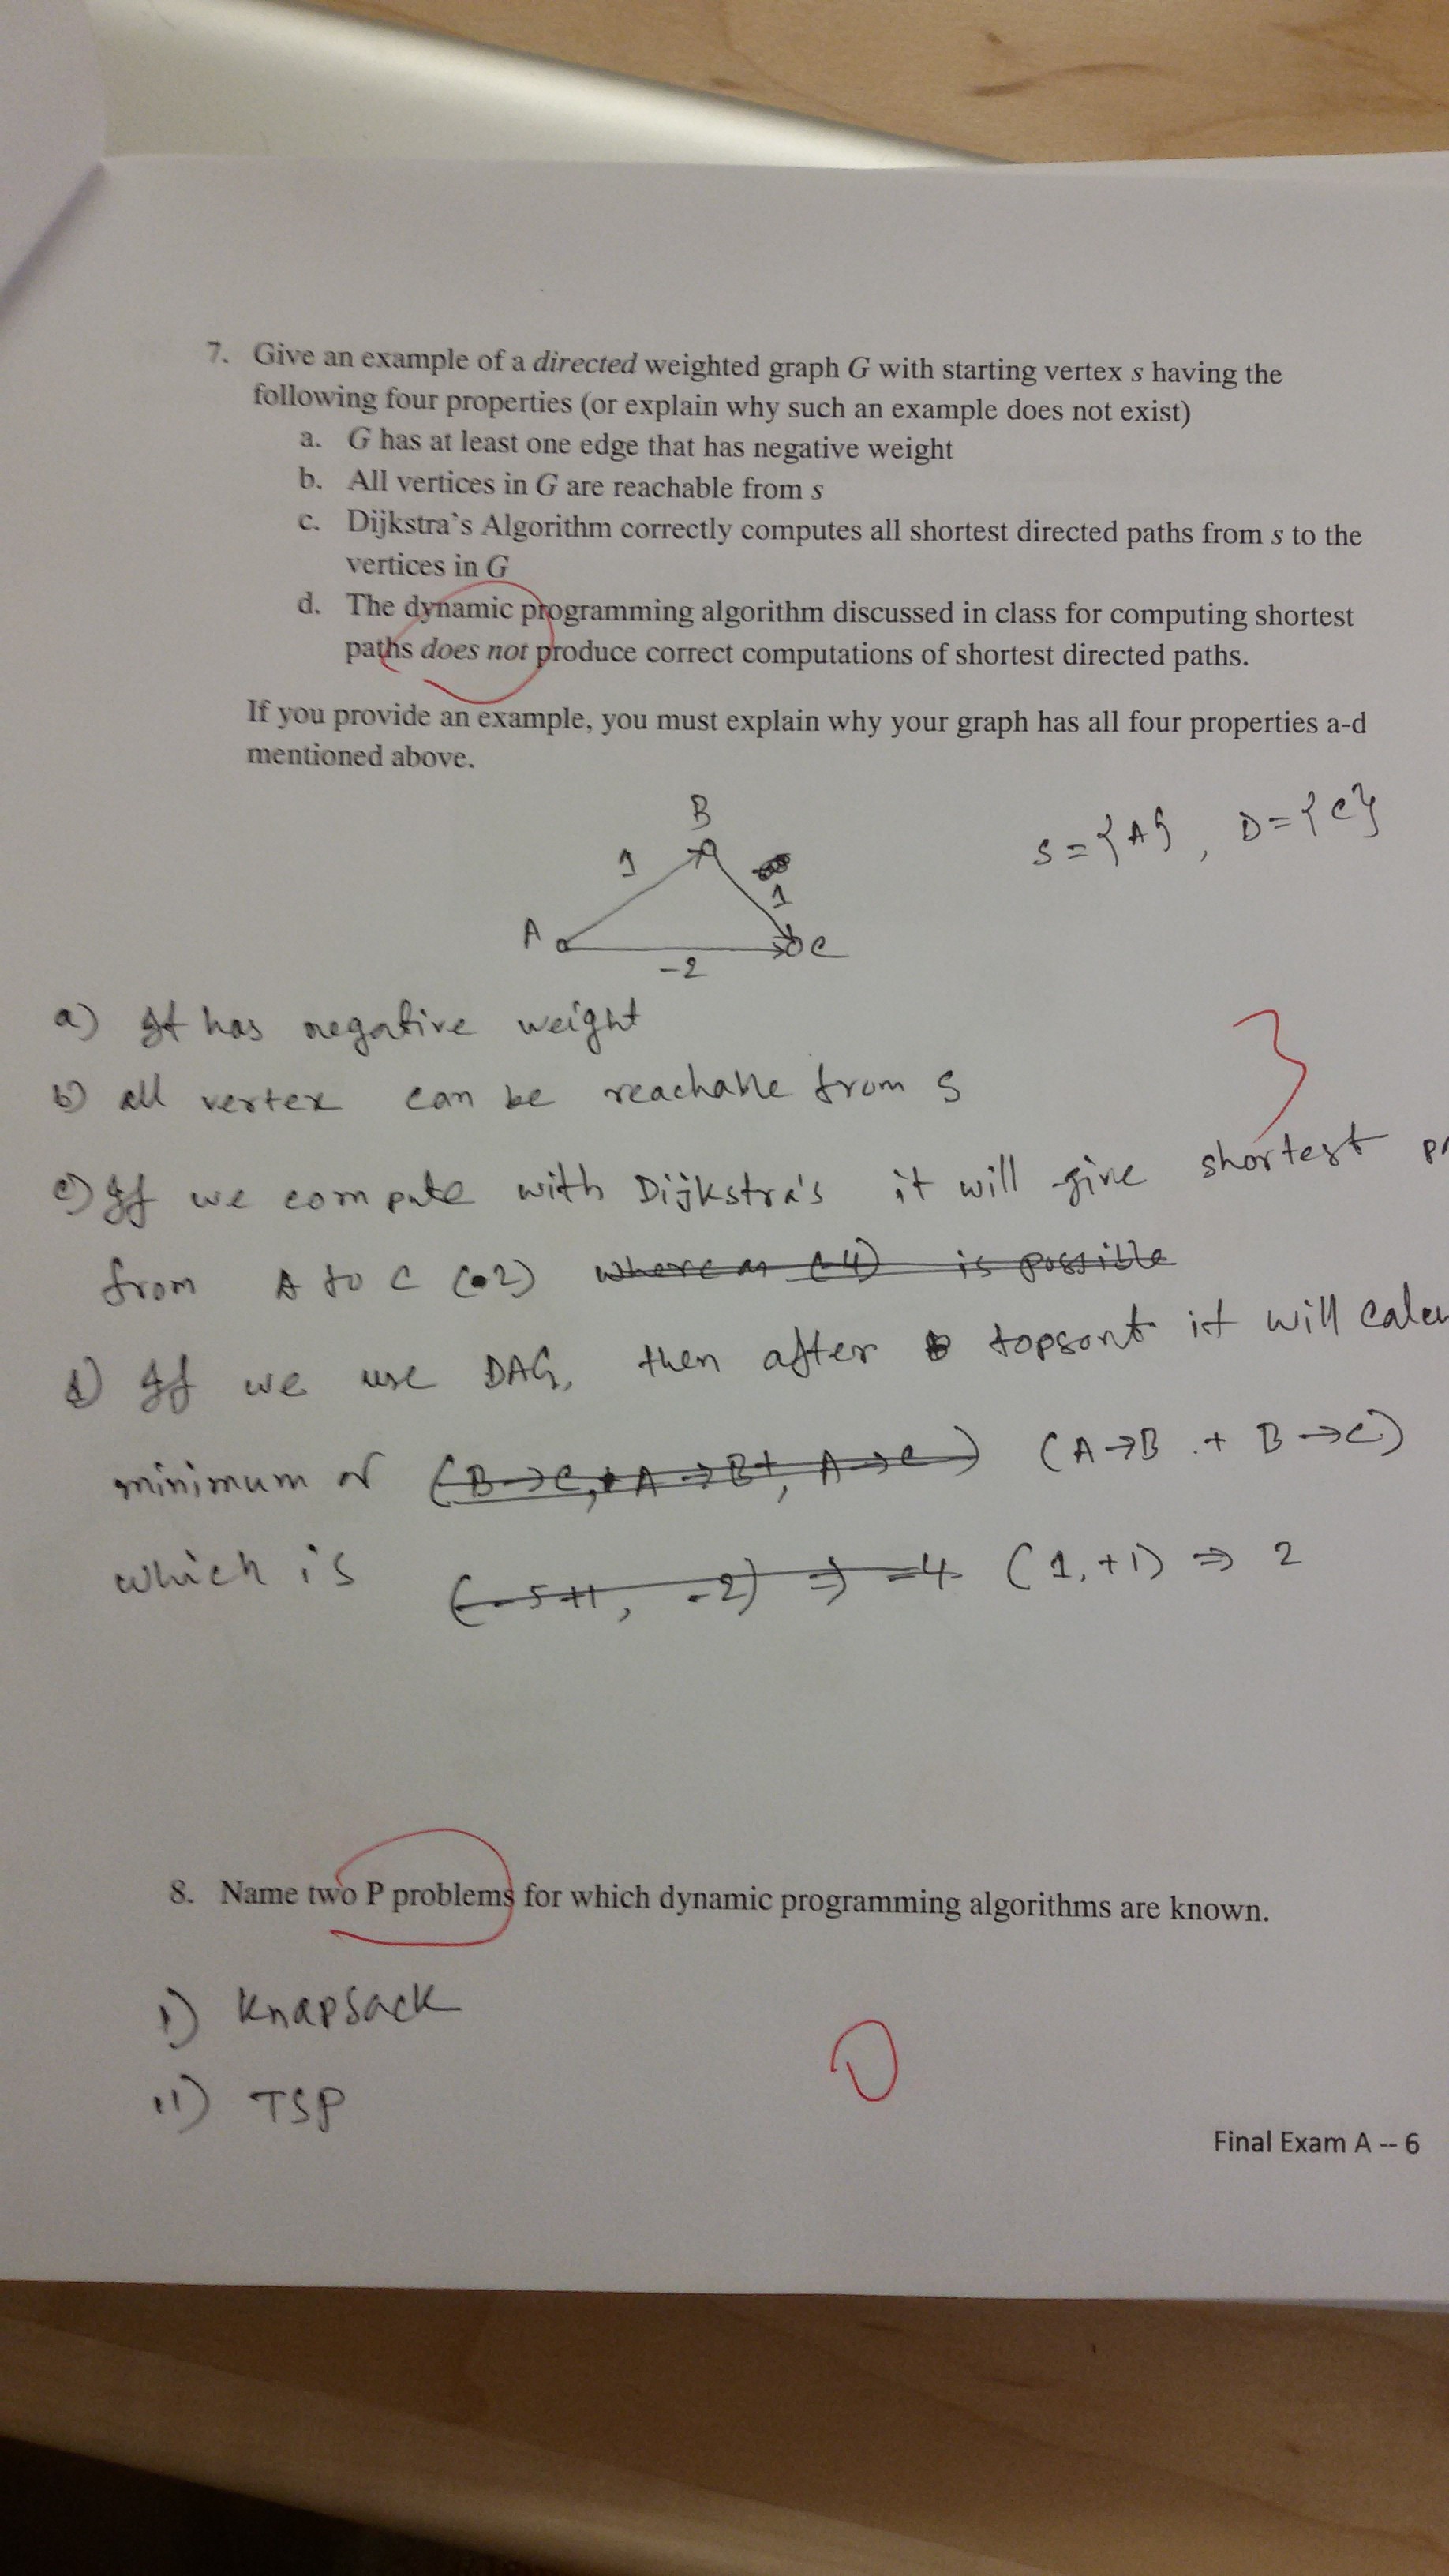 7. Give an example of a directed weighted graph G with starting vertex s having the
following four properties (or explain why such an example does not exist)
a. G has at least one edge that has negative weight
b. All vertices in G are reachable from s
c. Dijkstra's Algorithm correctly computes all shortest directed paths from s to the
vertices in G
d. The dynamic programming algorithm discussed in class for computing shortest
paths does not produce correct computations of shortest directed paths.
If you provide an example, you must explain why your graph has all four properties a-d
mentioned above.
B
S = {A}, D = {C}
1
1
A
C
-2
a) It has negative weight
3
b) all vertex can be reachable from S
c) If we compute with Dijkstra's it will give shortest
from A to C (2) where is possible
d) If we use DAG, then after topsort it will
minimum of (B→C, A→B+, A→C) (A→B + B→C)
which is (-5+1, -2) ⇒ -4 (1,+1) ⇒ 2
8. Name two P problems for which dynamic programming algorithms are known.
i) Knapsack
0
ii) TSP
Final Exam A -- 6